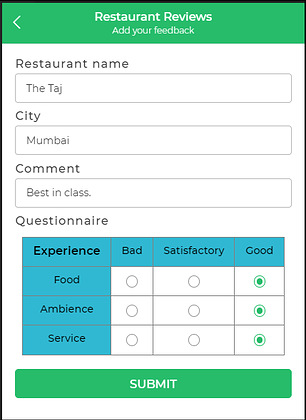 Restaurant Reviews
Add your feedback
Restaurant name
The Taj
City
Mumbai
Comment
Best in class.
Questionnaire
Experience Bad Satisfactory Good
Food
Ambience
Service
SUBMIT